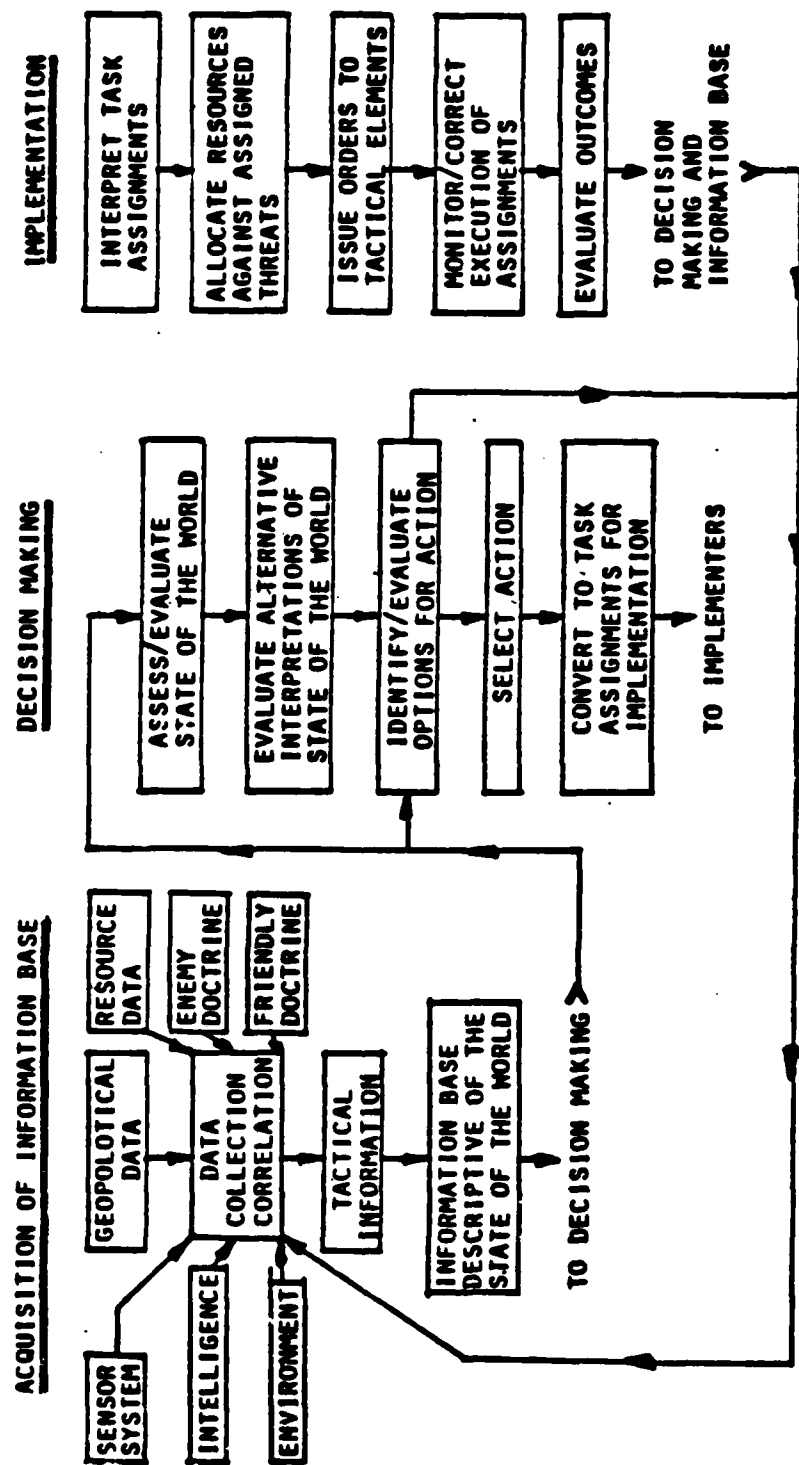 ACQUISITION OF INFORMATION BASE
SENSOR
SYSTEM
GEOPOLOTICAL
DATA
RESOURCE
DATA
INTELLIGENCE
DATA
COLLECTION
CORRELATION
ENEMY
DOCTRINE
ENVIRONMENT
FRIENDLY
DOCTRINE
TACTICAL
INFORMATION
INFORMATION BASE
DESCRIPTIVE OF THE
STATE OF THE WORLD
TO DECISION MAKING
DECISION MAKING
ASSESS/EVALUATE
STATE OF THE WORLD
EVALUATE ALTERNATIVE
INTERPRETATIONS OF
STATE OF THE WORLD
IDENTIFY/EVALUATE
OPTIONS FOR ACTION
SELECT ACTION
CONVERT TO TASK
ASSIGNMENTS FOR
IMPLEMENTATION
TO IMPLEMENTERS
IMPLEMENTATION
INTERPRET TASK
ASSIGNMENTS
ALLOCATE RESOURCES
AGAINST ASSIGNED
THREATS
ISSUE ORDERS TO
TACTICAL ELEMENTS
MONITOR/CORRECT
EXECUTION OF
ASSIGNMENTS
EVALUATE OUTCOMES
TO DECISION
MAKING AND
INFORMATION BASE